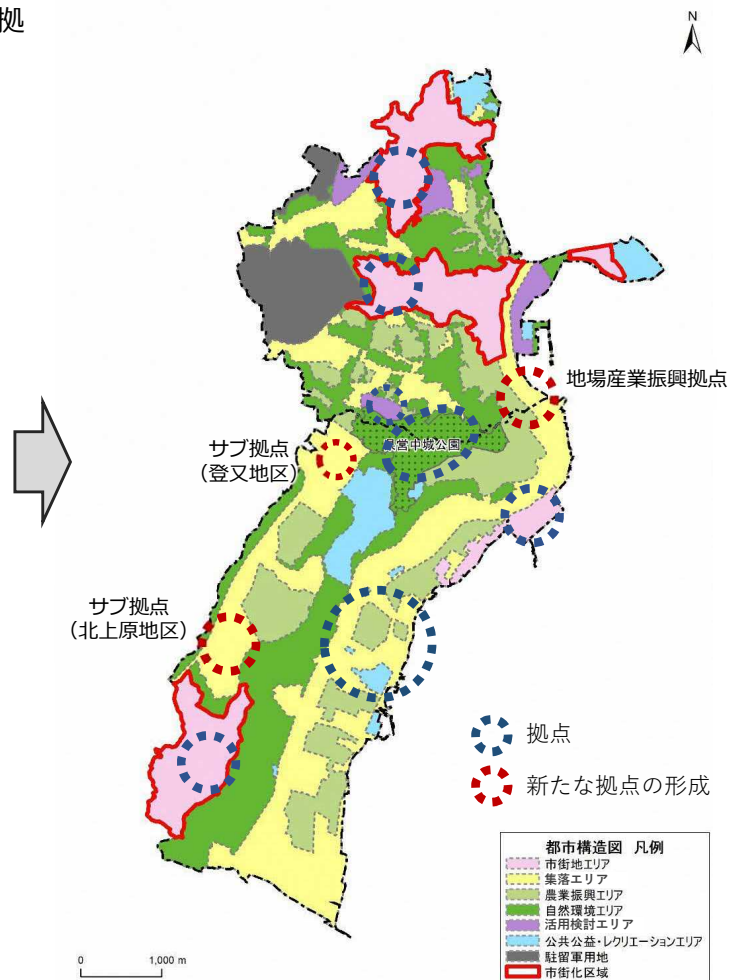 拠
N
地場産業振興拠点
サブ拠点
(登又地区)
県営中城公園
サブ拠点
(北上原地区)
拠点
新たな拠点の形成
都市構造図 凡例
市街地エリア
集落エリア
農業振興エリア
自然環境エリア
活用検討エリア
公共公益・レクリエーションエリア
駐留軍用地
市街化区域
0 1,000 m